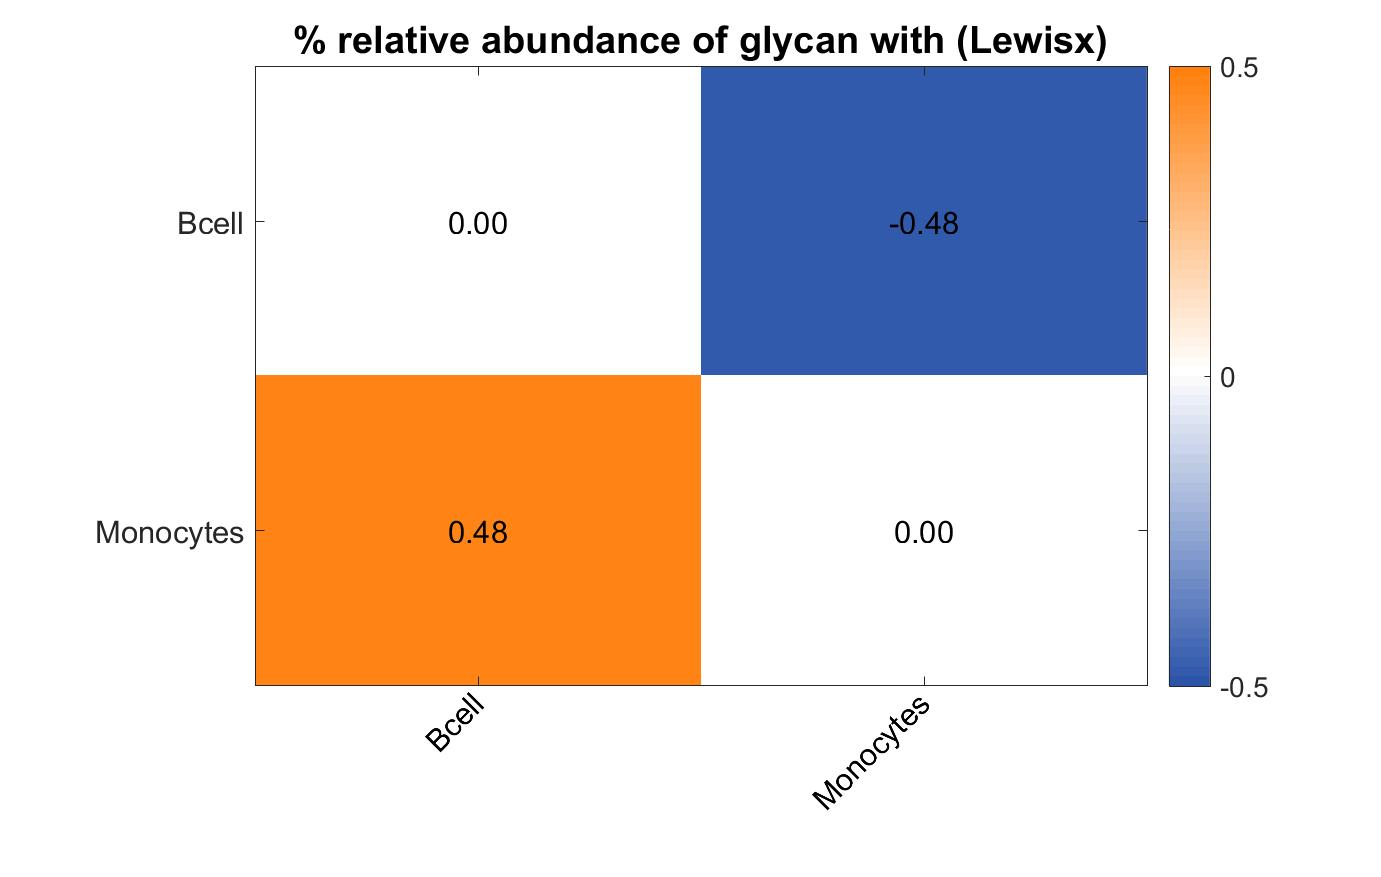 % relative abundance of glycan with (Lewisx)
0.5
Bcell
0.00
-0.48
0
Monocytes
0.48
0.00
-0.5
Bcell
Monocytes